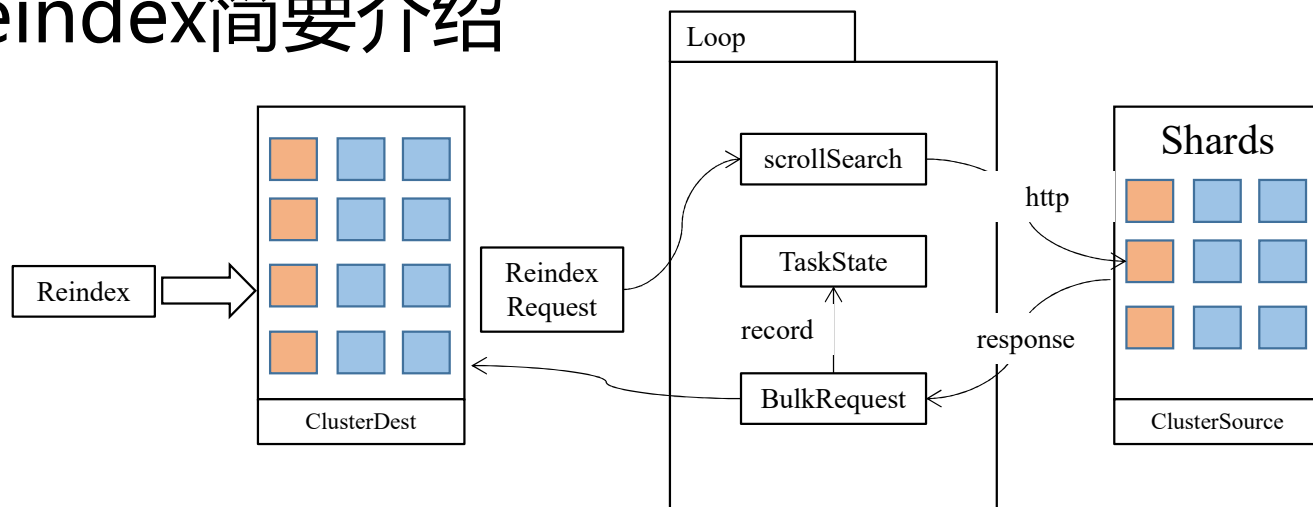 eindex简要介绍
Loop
Shards
scrollSearch
http
Reindex
Reindex
Request
TaskState
record
response
BulkRequest
ClusterDest
ClusterSource